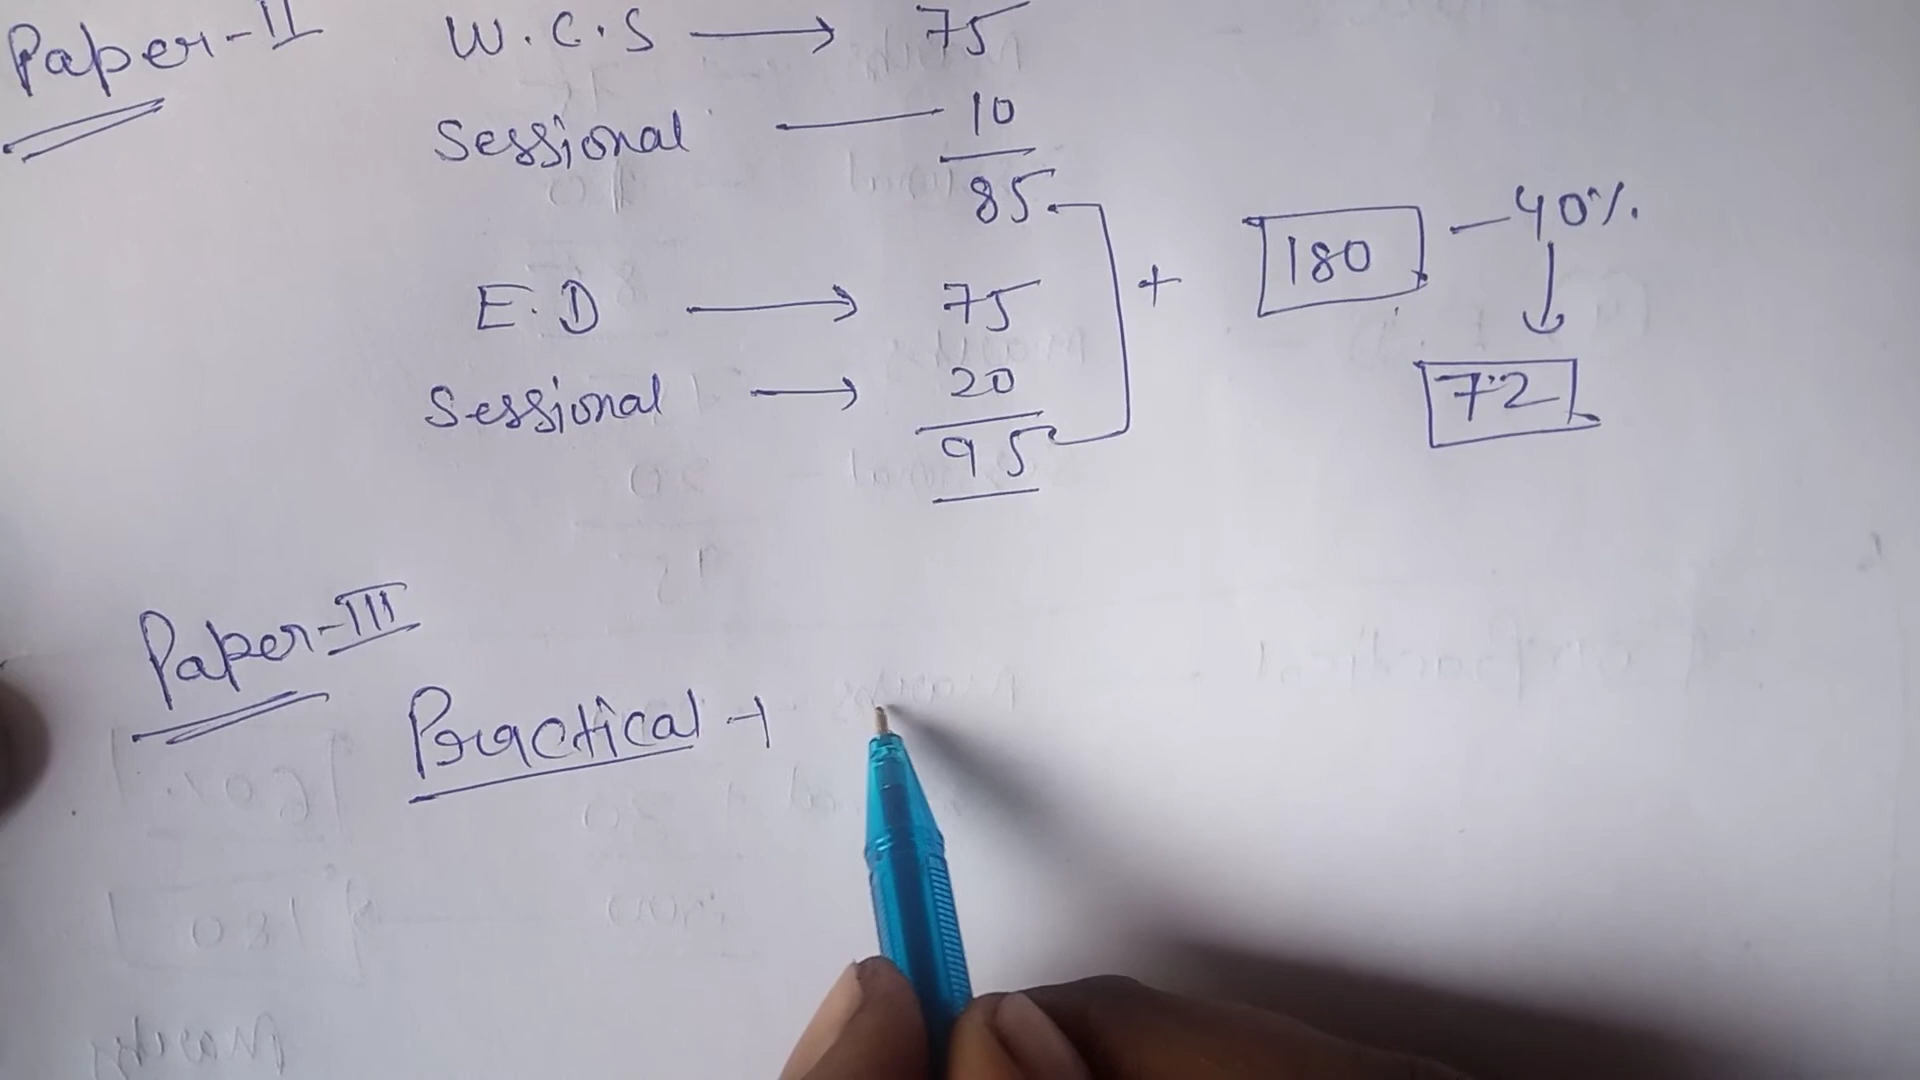 Paper-II W.C.S → 75
Sessional — 10
85
180 - 40%
E.D → 75 +
Sessional → 20 72
95
Paper-III
Practical →